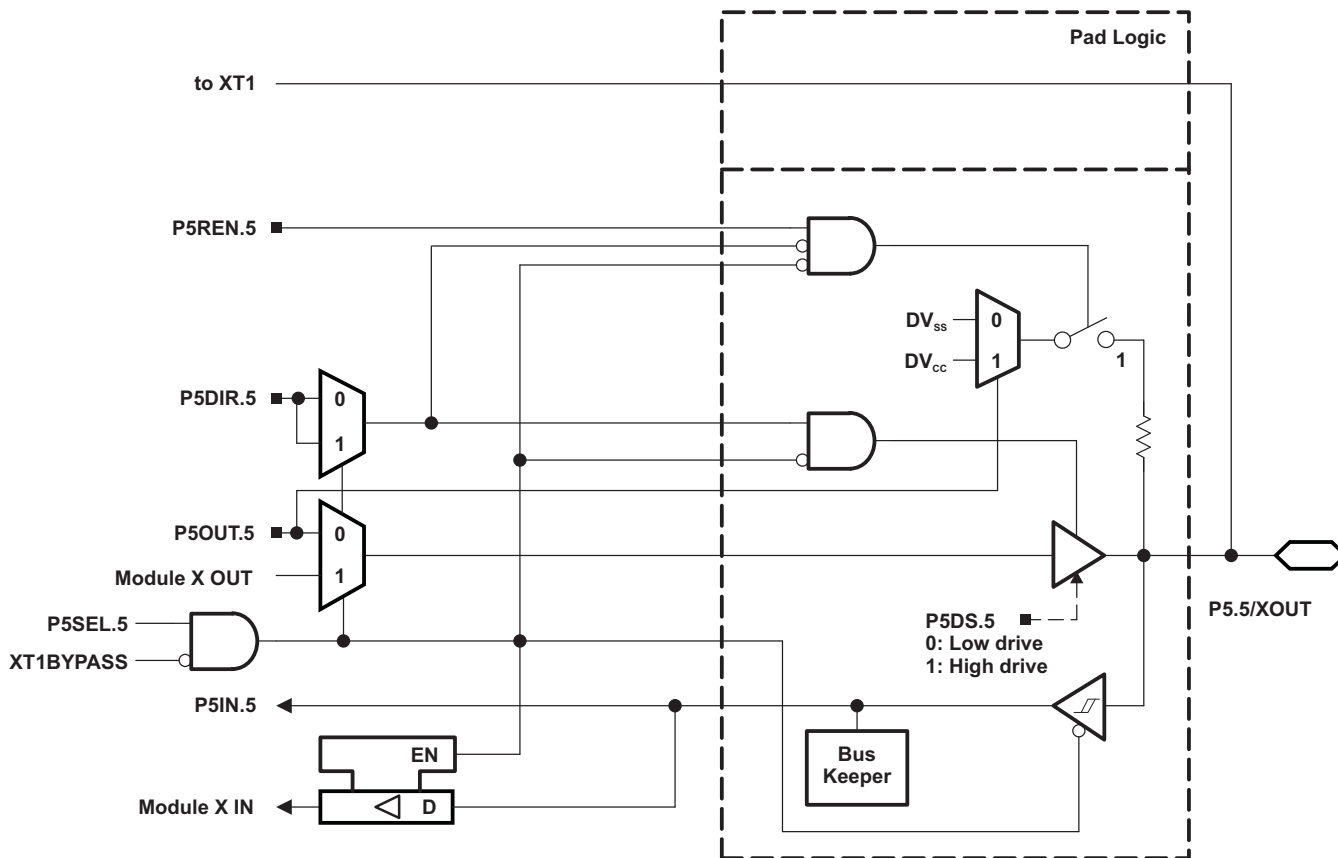 Pad Logic
to XT1
P5REN.5
DVss
0
DVcc
1
1
P5DIR.5
0
1
P5OUT.5
0
Module X OUT
1
P5SEL.5
XT1BYPASS
P5DS.5
0: Low drive
1: High drive
P5.5/XOUT
P5IN.5
EN
Bus
Keeper
Module X IN
D